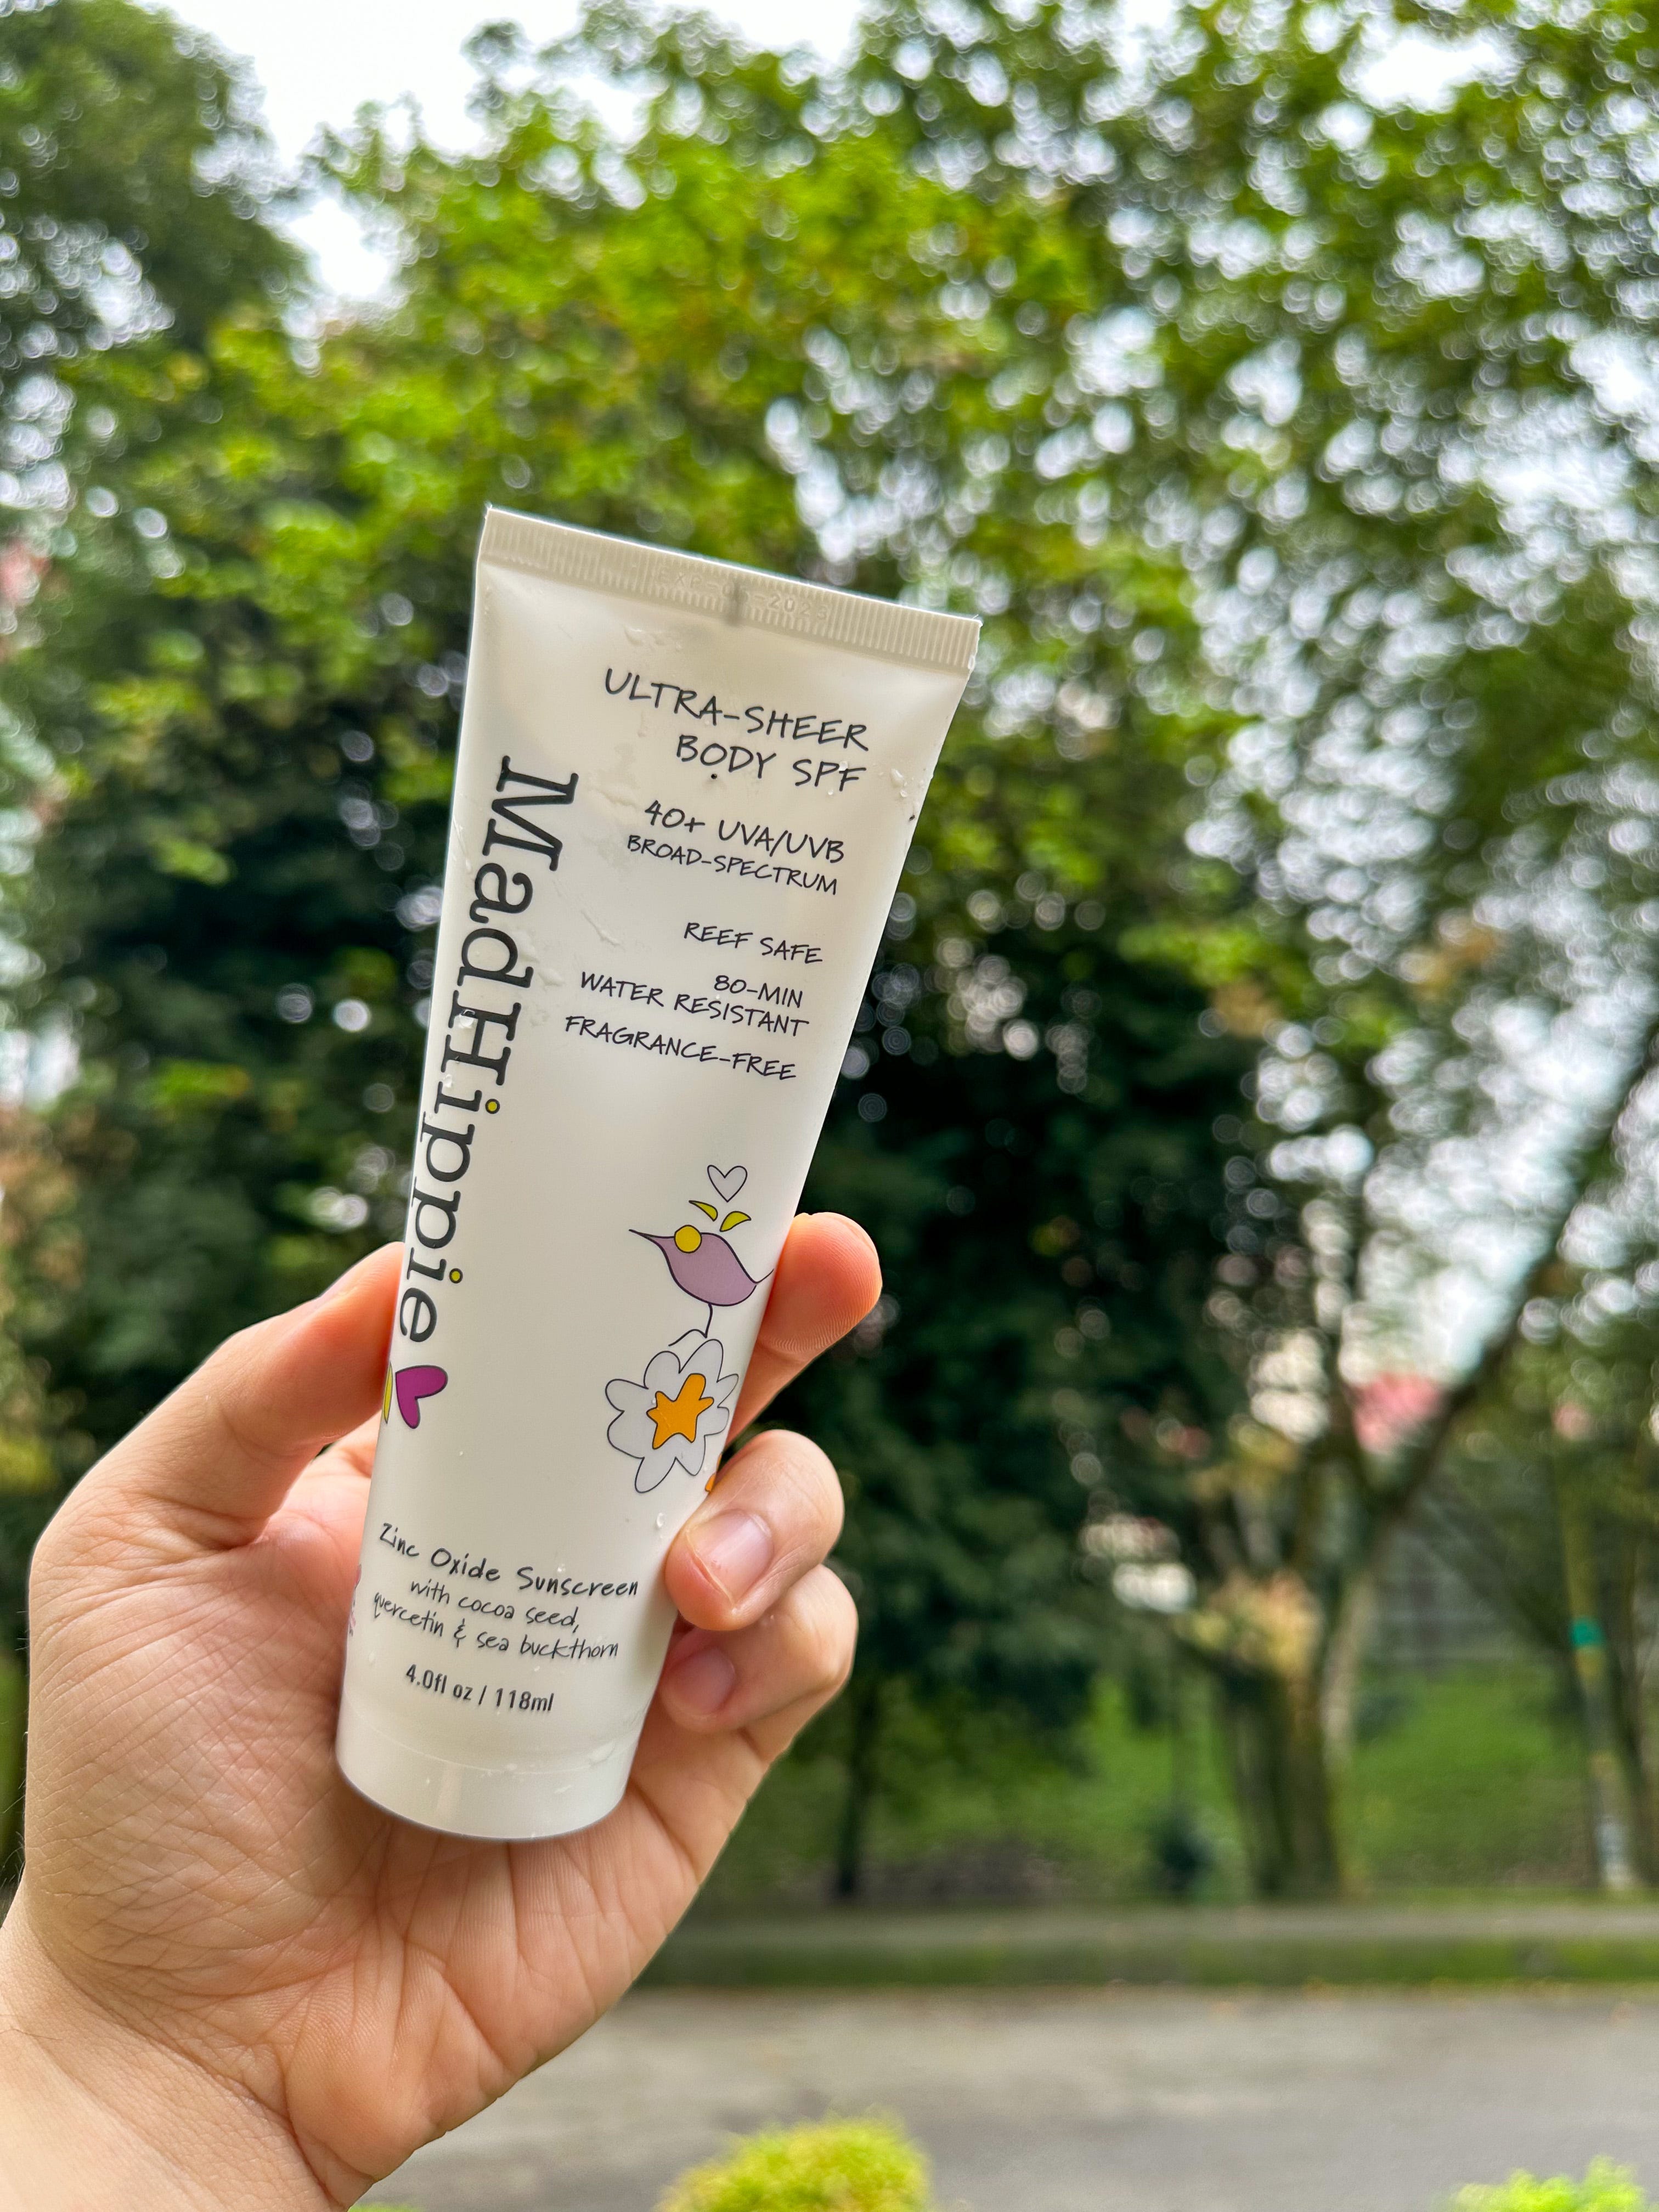 ULTRA-SHEER
BODY SPF
40+ UVA/UVB
BROAD-SPECTRUM
REEF SAFE
80-MIN
WATER RESISTANT
FRAGRANCE-FREE
MadHippie
Zinc Oxide Sunscreen
with cocoa seed,
quercetin & sea buckthorn
4.0fl oz / 118ml